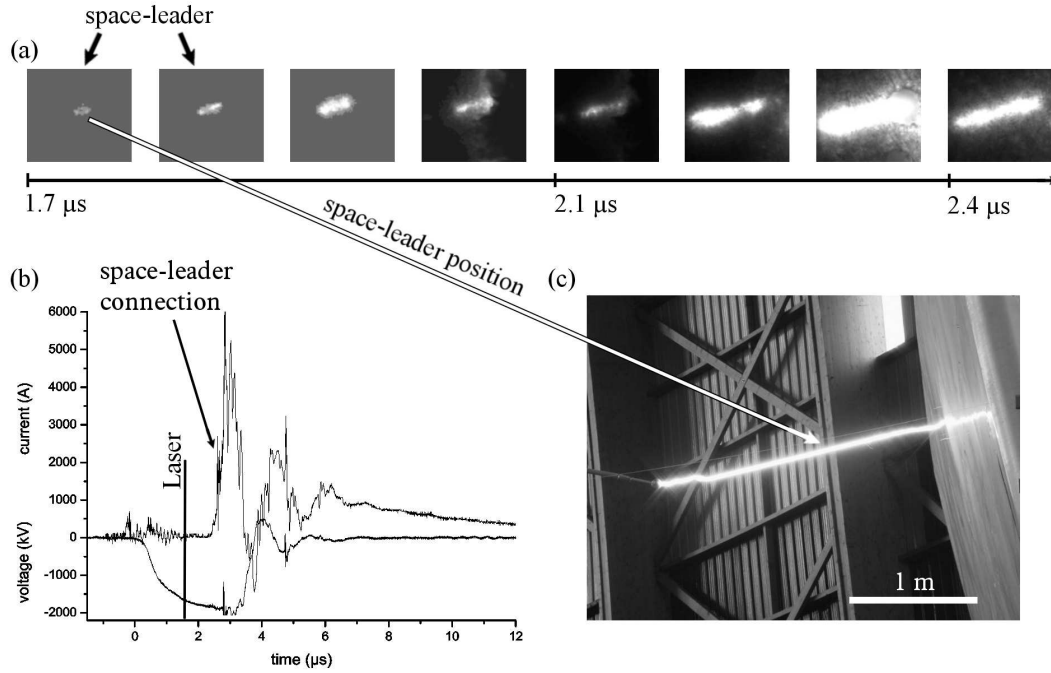 space-leader
(a)
1.7 μs
2.1 μs
2.4 μs
space-leader position
(b)
space-leader
connection
(c)
6000
5000
4000
3000
2000
1000
0
-1000
-2000
current (A)
voltage (kV)
Laser
0
2
4
6
8
10
12
time (μs)
1 m